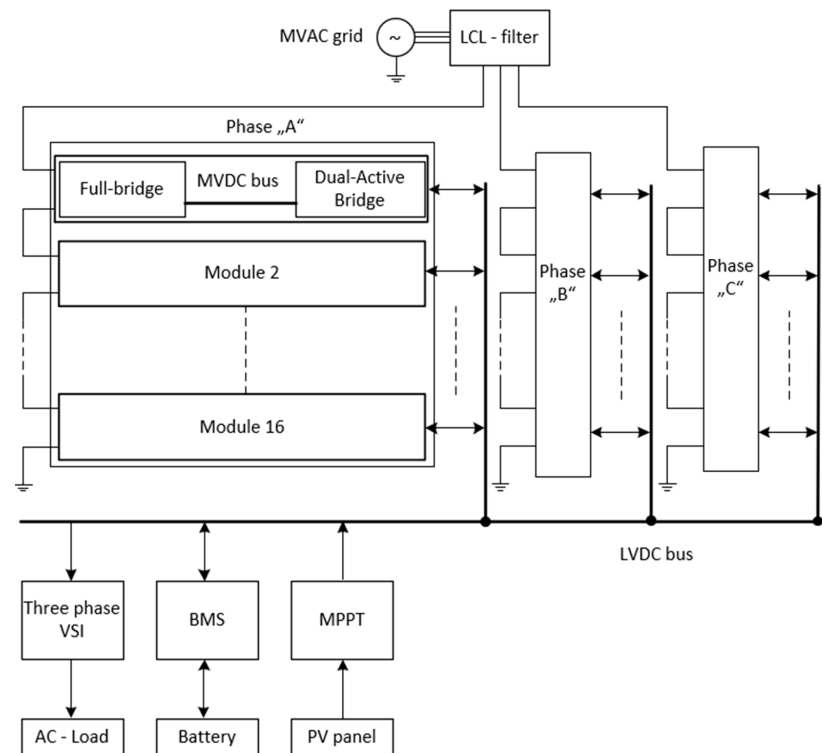 MVAC grid
~
LCL - filter
Phase „A“
Full-bridge
MVDC bus
Dual-Active
Bridge
Module 2
Module 16
Phase
„B“
Phase
„C“
LVDC bus
Three phase
VSI
BMS
MPPT
AC - Load
Battery
PV panel